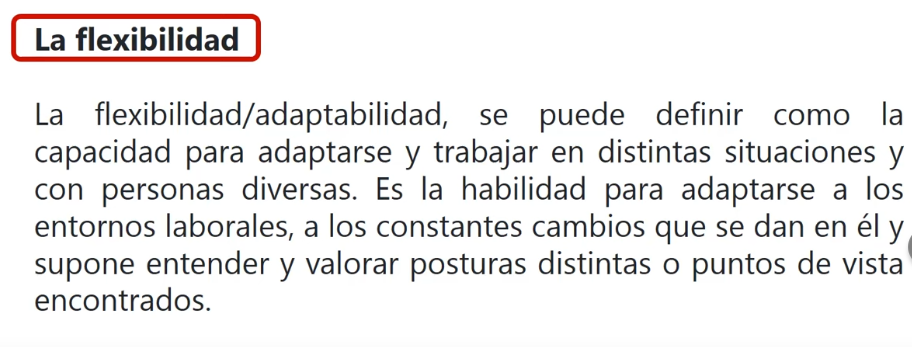 La flexibilidad
La flexibilidad/adaptabilidad, se puede definir como la
capacidad para adaptarse y trabajar en distintas situaciones y
con personas diversas. Es la habilidad para adaptarse a los
entornos laborales, a los constantes cambios que se dan en él y
supone entender y valorar posturas distintas o puntos de vista
encontrados.